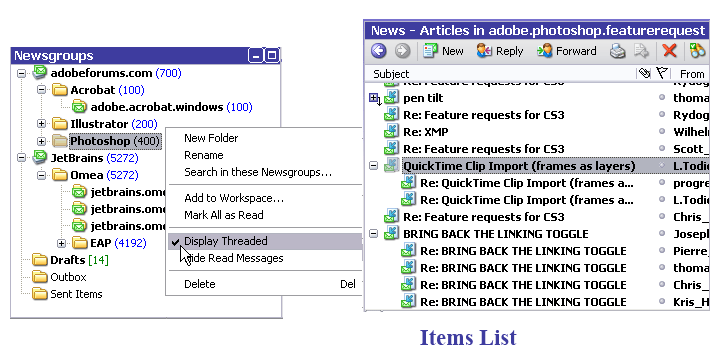 Newsgroups
adobeforums.com (700)
Acrobat (100)
adobe.acrobat.windows (100)
Illustrator (200)
Photoshop (400)
JetBrains (5272)
Omea (5272)
jetbrains.ome
jetbrains.ome
jetbrains.ome
EAP (4192)
Drafts [14]
Outbox
Sent Items
New Folder
Rename
Search in these Newsgroups...
Add to Workspace...
Mark All as Read
Display Threaded
Hide Read Messages
Delete Del
News - Articles in adobe.photoshop.featurerequest
New Reply Forward
Subject From
Re: Feature requests for CS3 Rydog
pen tilt thoma
Re: Feature requests for CS3 Rydog
Re: XMP Wilhelm
Re: Feature requests for CS3 Scott_
QuickTime Clip Import (frames as layers) L.Todic
Re: QuickTime Clip Import (frames a... progre
Re: QuickTime Clip Import (frames a... L.Todic
Re: Feature requests for CS3 Chris_
BRING BACK THE LINKING TOGGLE Joseph
Re: BRING BACK THE LINKING TOGGLE Pierre_
Re: BRING BACK THE LINKING TOGGLE thoma
Re: BRING BACK THE LINKING TOGGLE Chris_
Re: BRING BACK THE LINKING TOGGLE Kris_H
Items List